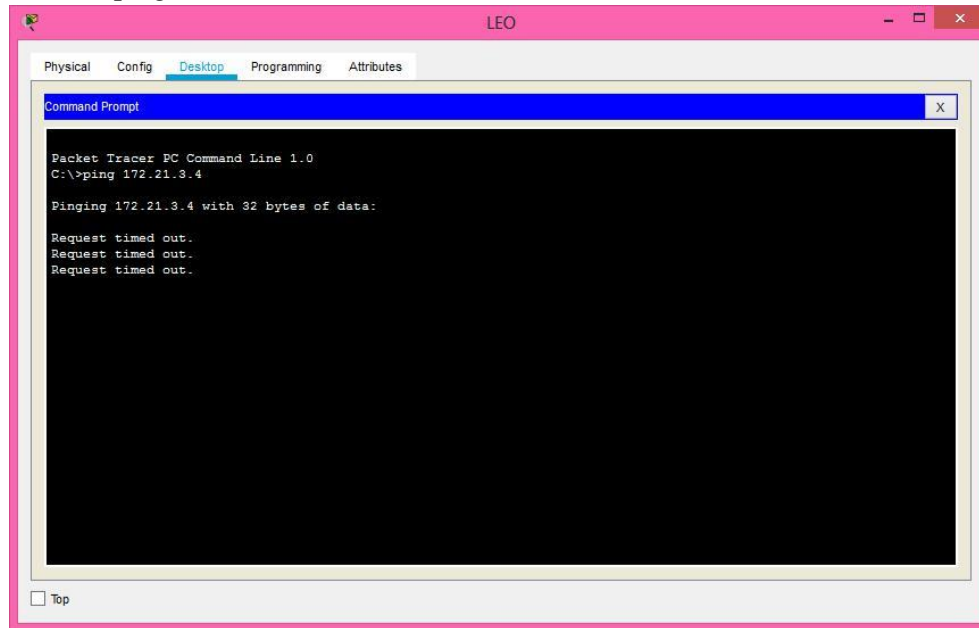 LEO
Physical Config Desktop Programming Attributes
Command Prompt X
Packet Tracer PC Command Line 1.0
C:\>ping 172.21.3.4
Pinging 172.21.3.4 with 32 bytes of data:
Request timed out.
Request timed out.
Request timed out.
Top